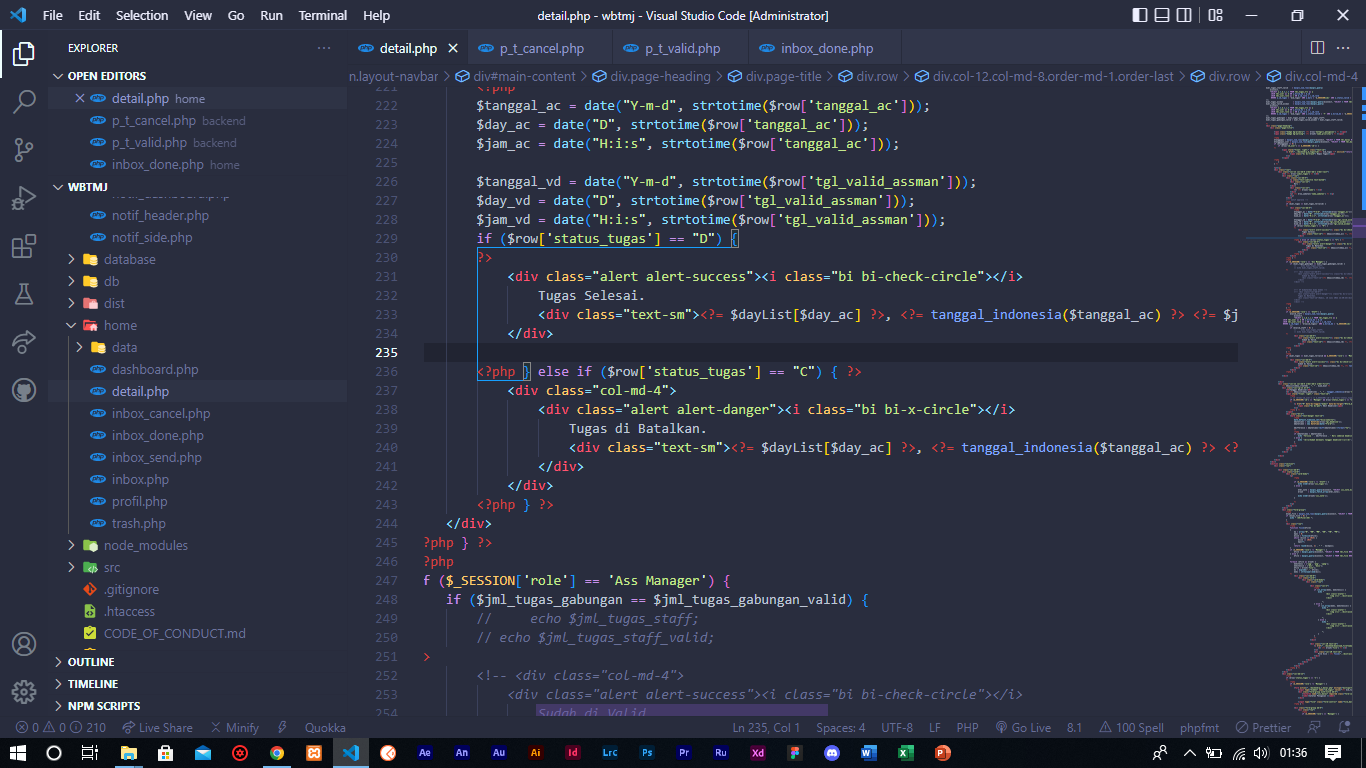 File Edit Selection View Go Run Terminal Help
detail.php - wbtmj - Visual Studio Code [Administrator]
EXPLORER
OPEN EDITORS
detail.php home
p_t_cancel.php backend
p_t_valid.php backend
inbox_done.php home
WBTMJ
notif_dashboard.php
notif_header.php
notif_side.php
database
db
dist
home
data
dashboard.php
detail.php
inbox_cancel.php
inbox_done.php
inbox_send.php
inbox.php
profil.php
trash.php
node_modules
src
.gitignore
.htaccess
CODE_OF_CONDUCT.md
OUTLINE
TIMELINE
NPM SCRIPTS
detail.php
p_t_cancel.php
p_t_valid.php
inbox_done.php
n.layout-navbar > div#main-content > div.page-heading > div.page-title > div.row > div.col-12.col-md-8.order-md-1.order-last > div.row > div.col-md-4
221 <?php
222 $tanggal_ac = date("Y-m-d", strtotime($row['tanggal_ac']));
223 $day_ac = date("D", strtotime($row['tanggal_ac']));
224 $jam_ac = date("H:i:s", strtotime($row['tanggal_ac']));
225
226 $tanggal_vd = date("Y-m-d", strtotime($row['tgl_valid_assman']));
227 $day_vd = date("D", strtotime($row['tgl_valid_assman']));
228 $jam_vd = date("H:i:s", strtotime($row['tgl_valid_assman']));
229 if ($row['status_tugas'] == "D") {
230 ?>
231 <div class="alert alert-success"><i class="bi bi-check-circle"></i>
232 Tugas Selesai.
233 <div class="text-sm"><?= $dayList[$day_ac] ?>, <?= tanggal_indonesia($tanggal_ac) ?> <?= $j
234 </div>
235
236 <?php } else if ($row['status_tugas'] == "C") { ?>
237 <div class="col-md-4">
238 <div class="alert alert-danger"><i class="bi bi-x-circle"></i>
239 Tugas di Batalkan.
240 <div class="text-sm"><?= $dayList[$day_ac] ?>, <?= tanggal_indonesia($tanggal_ac) ?> <?
241 </div>
242 </div>
243 <?php } ?>
244 </div>
245 ?php } ?>
246 ?php
247 f ($_SESSION['role'] == 'Ass Manager') {
248 if ($jml_tugas_gabungan == $jml_tugas_gabungan_valid) {
249 // echo $jml_tugas_staff;
250 // echo $jml_tugas_staff_valid;
251 >
252 <!-- <div class="col-md-4">
253 <div class="alert alert-success"><i class="bi bi-check-circle"></i>
254 Sudah di Valid
0 0 210 Live Share Minify Quokka Ln 235, Col 1 Spaces: 4 UTF-8 LF PHP Go Live 8.1 100 Spell phpfmt Prettier
Ae An Au Ai Id Lrc Ps Pr Ru Xd 01:36